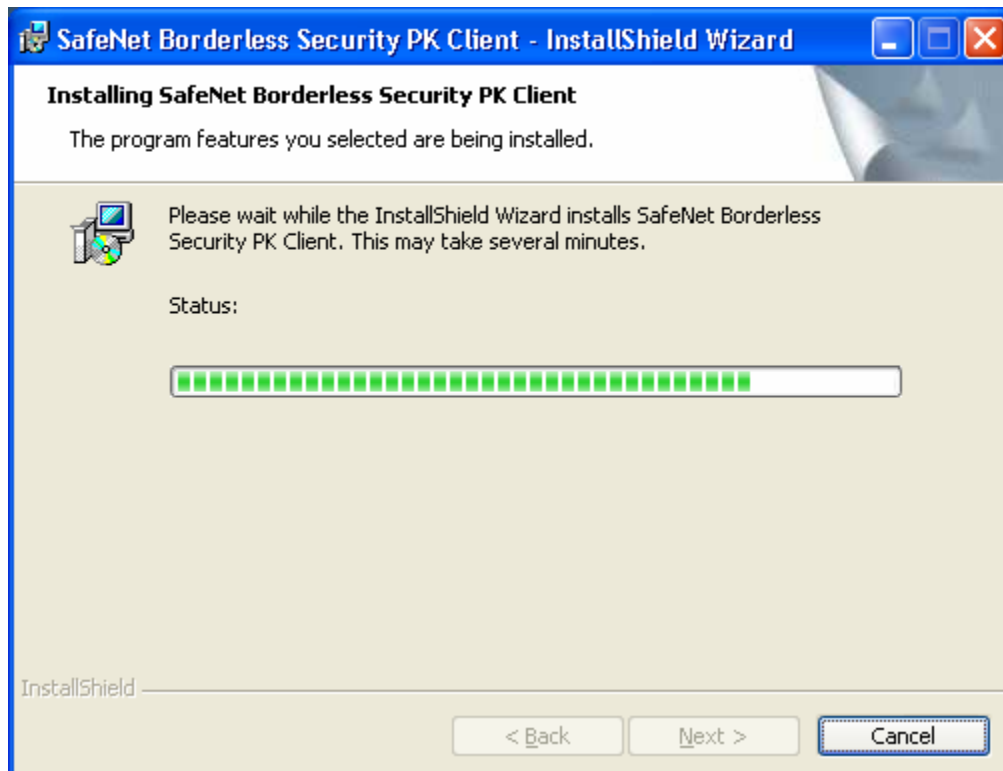 SafeNet Borderless Security PK Client - InstallShield Wizard
Installing SafeNet Borderless Security PK Client
The program features you selected are being installed.
Please wait while the InstallShield Wizard installs SafeNet Borderless
Security PK Client. This may take several minutes.
Status:
InstallShield
< Back
Next >
Cancel